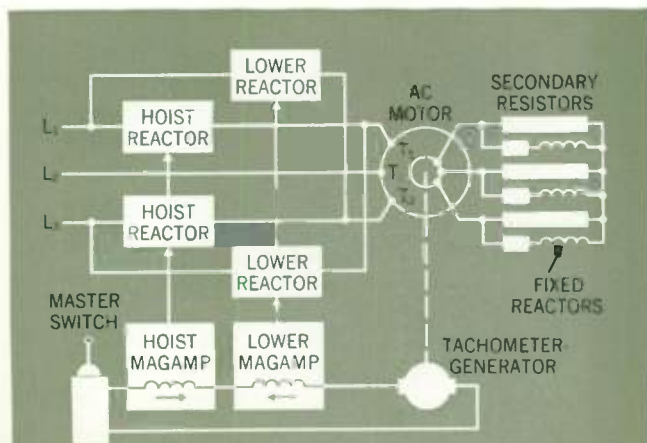 LOWER
REACTOR
AC
MOTOR
SECONDARY
RESISTORS
HOIST
REACTOR
L₁
T₁
L₂
T
HOIST
REACTOR
L₃
LOWER
REACTOR
FIXED
REACTORS
MASTER
SWITCH
HOIST
MAGAMP
LOWER
MAGAMP
TACHOMETER
GENERATOR